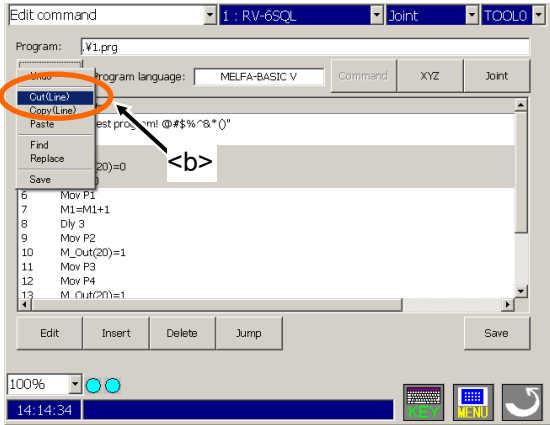 Edit command
1 : RV-6SQL
Joint
TOOL0
Program:
.¥1.prg
Undo
Program language:
MELFA-BASIC V
Command
XYZ
Joint
Cut(Line)
Copy(Line)
Paste
Find
Replace
Save
est program! @#$%^&*()"
<b>
(20)=0
6 Mov P1
7 M1=M1+1
8 Dly 3
9 Mov P2
10 M_Out(20)=1
11 Mov P3
12 Mov P4
13 M_Out(20)=1
Edit
Insert
Delete
Jump
Save
100%
14:14:34
KEY
MENU